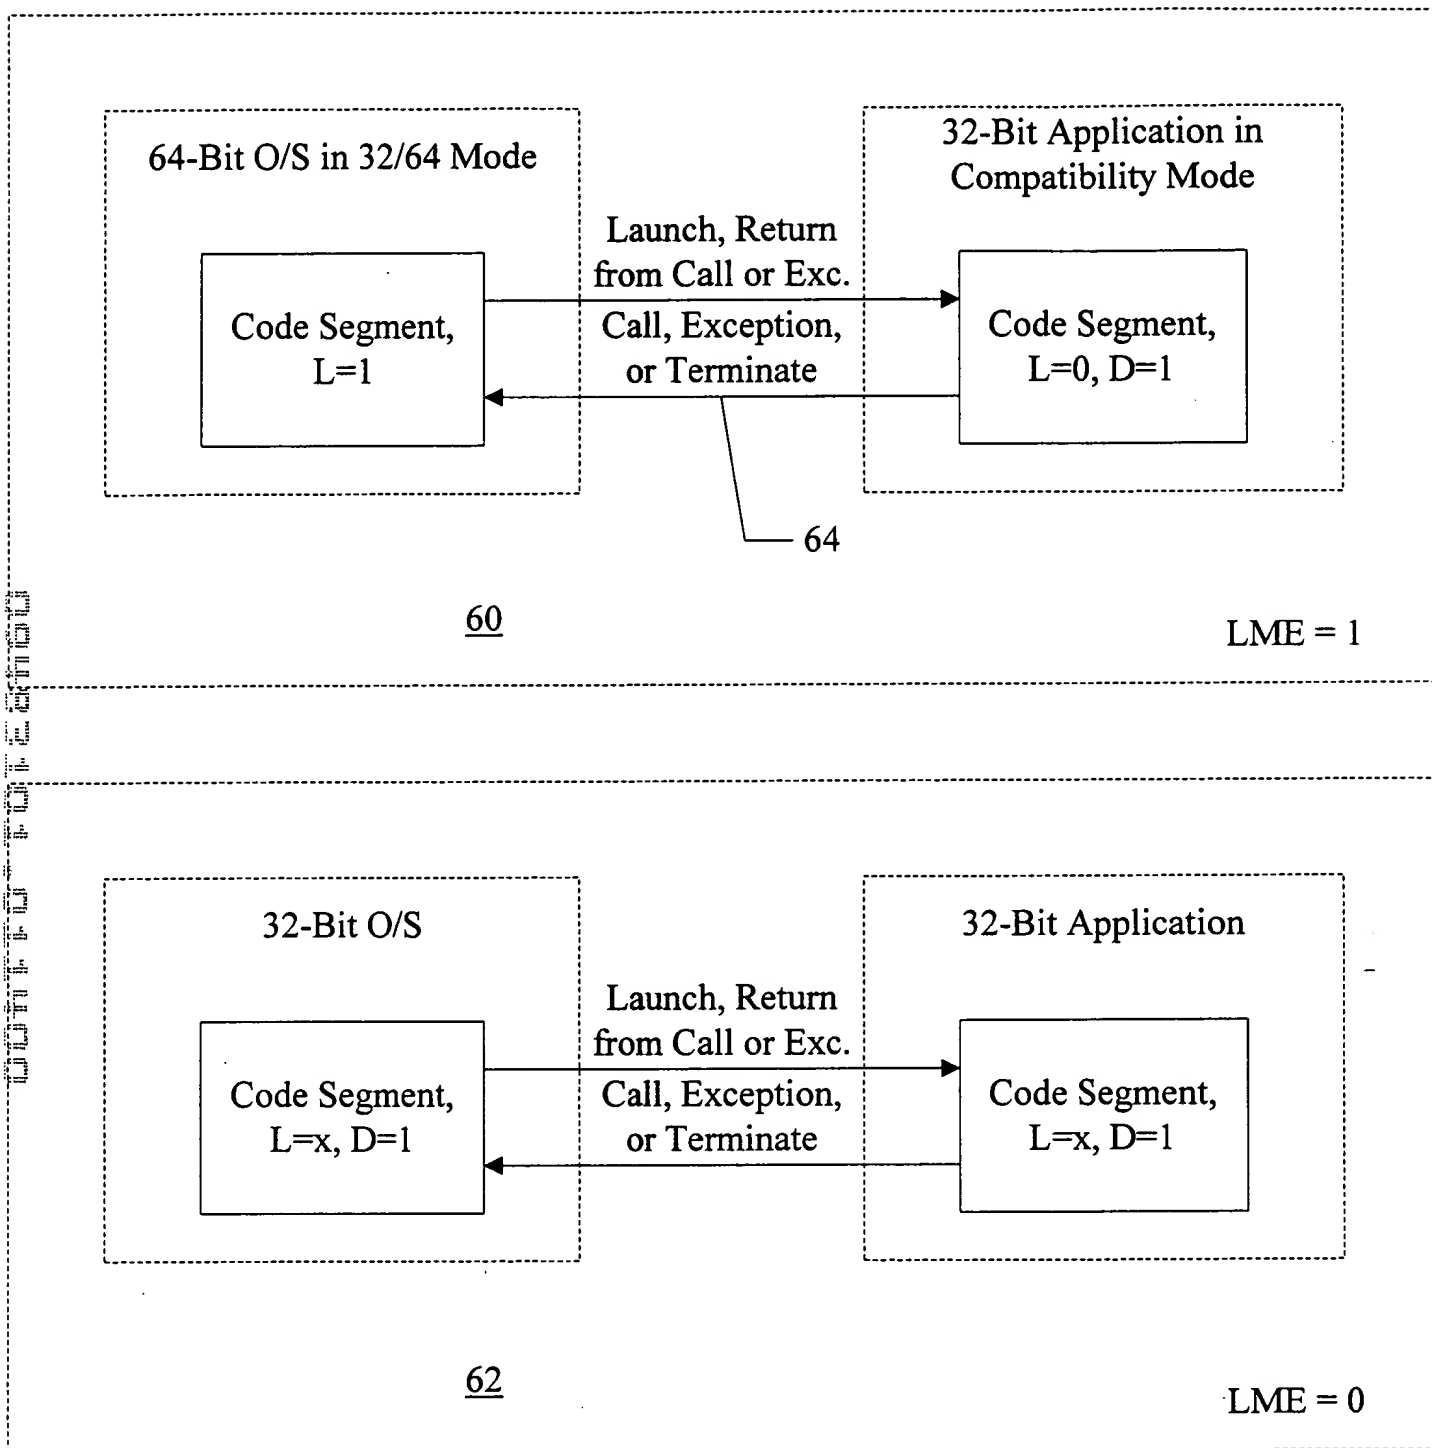 64-Bit O/S in 32/64 Mode
32-Bit Application in
Compatibility Mode
Launch, Return
from Call or Exc.
Code Segment,
L=1
Call, Exception,
or Terminate
Code Segment,
L=0, D=1
64
60
LME = 1
32-Bit O/S
32-Bit Application
Launch, Return
from Call or Exc.
Code Segment,
L=x, D=1
Call, Exception,
or Terminate
Code Segment,
L=x, D=1
62
LME = 0